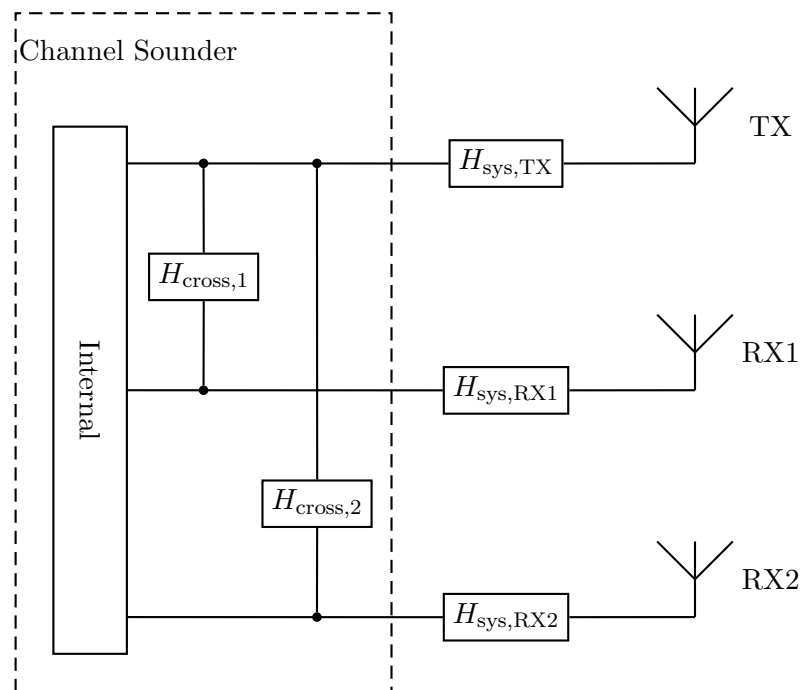 Channel Sounder
TX
H_sys,TX
H_cross,1
Internal
RX1
H_sys,RX1
H_cross,2
RX2
H_sys,RX2